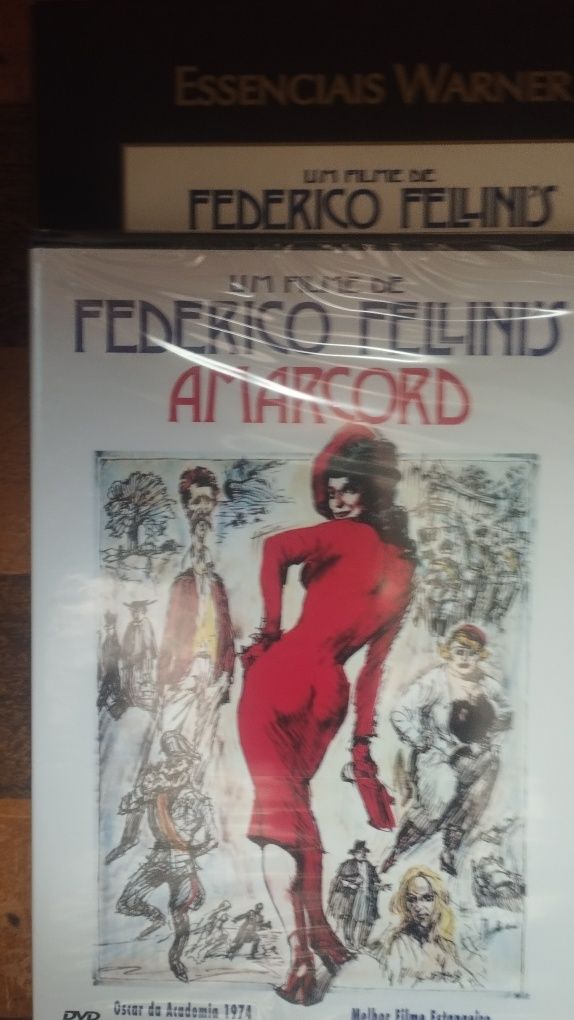 ESSENCIAIS WARNER
UM FILME DE
FEDERICO FELLINI'S
UM FILME DE
FEDERICO FELLINI'S
AMARCORD
DVD Oscar da Academia 1974 Melhor Filme Estrangeiro